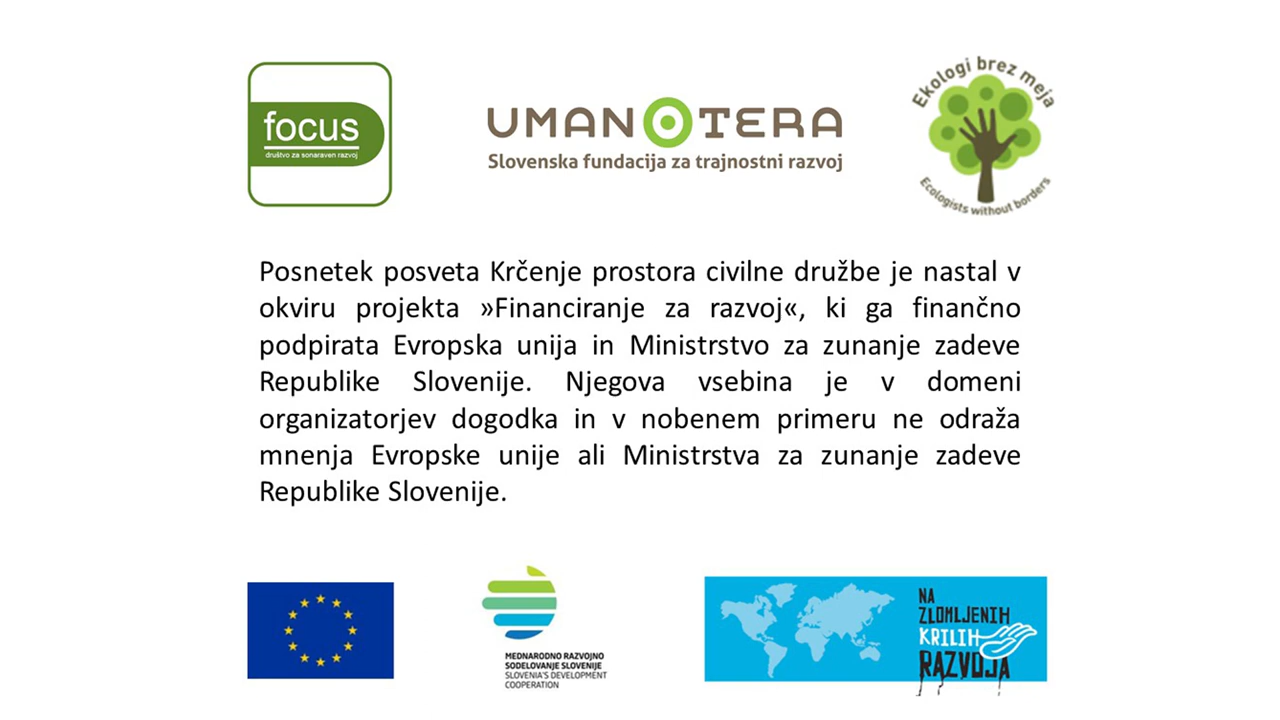 focus
društvo za sonaraven razvoj
UMANOTERA
Slovenska fundacija za trajnostni razvoj
Ekologi brez meja
Ecologists without borders
Posnetek posveta Krčenje prostora civilne družbe je nastal v
okviru projekta »Financiranje za razvoj«, ki ga finančno
podpirata Evropska unija in Ministrstvo za zunanje zadeve
Republike Slovenije. Njegova vsebina je v domeni
organizatorjev dogodka in v nobenem primeru ne odraža
mnenja Evropske unije ali Ministrstva za zunanje zadeve
Republike Slovenije.
MEDNARODNO RAZVOJNO
SODELOVANJE SLOVENIJE
SLOVENIA'S DEVELOPMENT
COOPERATION
NA
ZLOMLJENIH
KRILIH
RAZVOJA